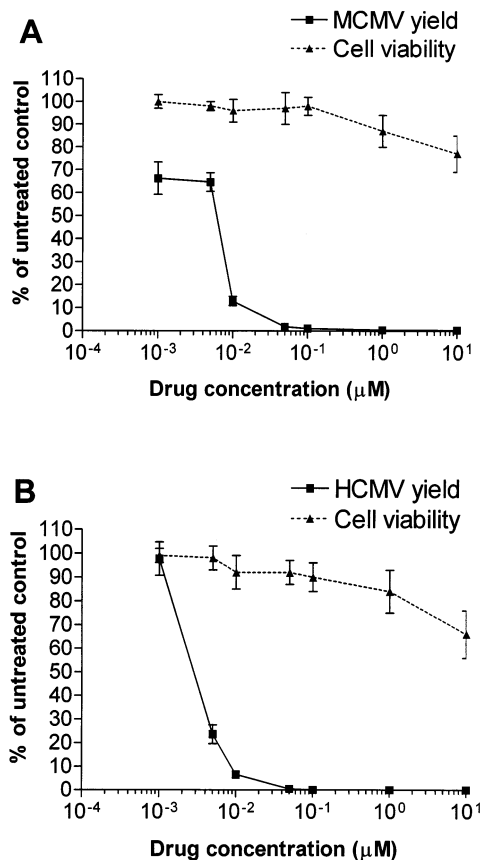 A
MCMV yield
Cell viability
110
100
90
80
70
60
50
40
30
20
10
0
% of untreated control
10⁻⁴ 10⁻³ 10⁻² 10⁻¹ 10⁰ 10¹
Drug concentration (μM)
B
HCMV yield
Cell viability
110
100
90
80
70
60
50
40
30
20
10
0
% of untreated control
10⁻⁴ 10⁻³ 10⁻² 10⁻¹ 10⁰ 10¹
Drug concentration (μM)